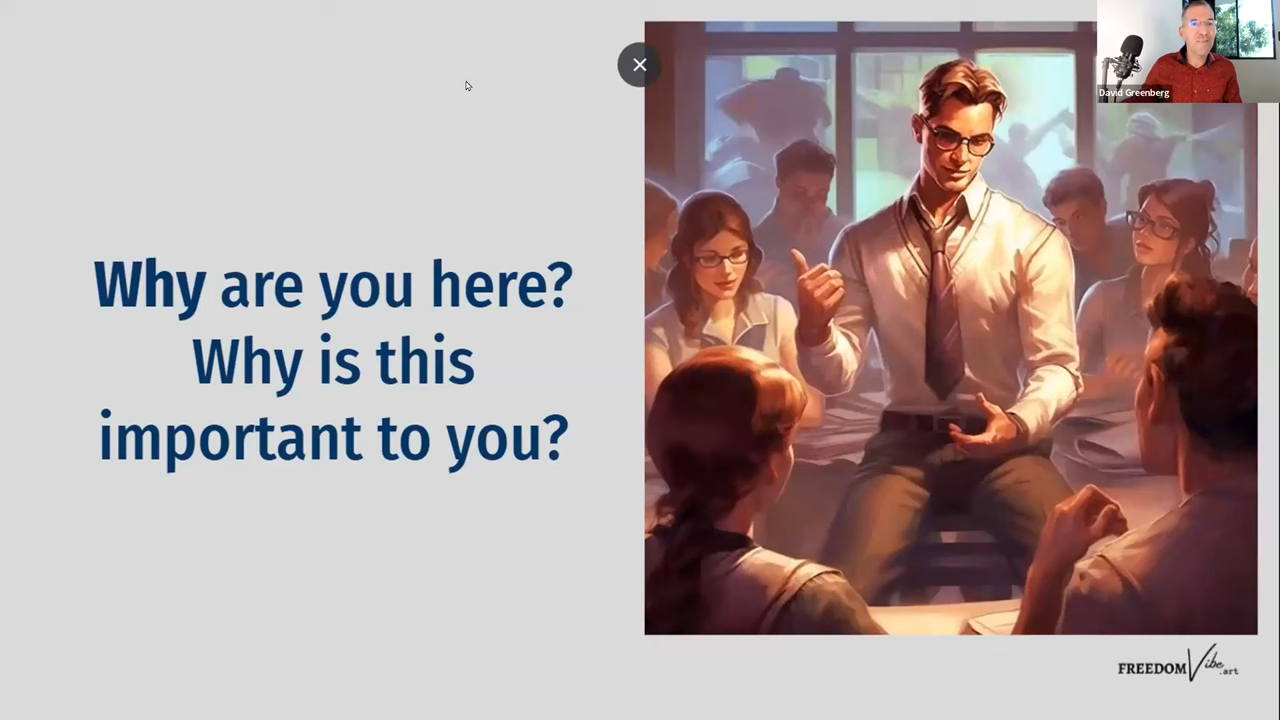 Why are you here?
Why is this
important to you?
David Greenberg
FREEDOM Vibe .art